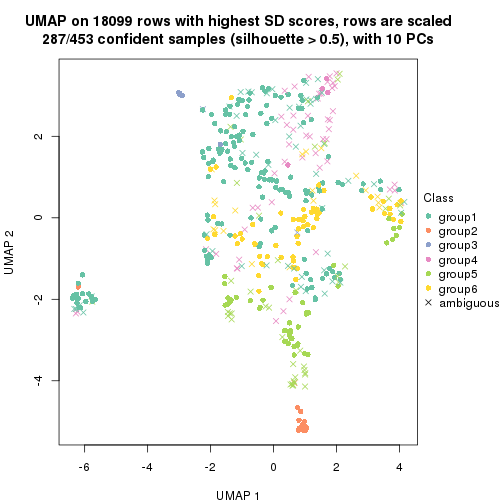 UMAP on 18099 rows with highest SD scores, rows are scaled
287/453 confident samples (silhouette > 0.5), with 10 PCs
UMAP 2
2
0
-2
-4
-6
-4
-2
0
2
4
UMAP 1
Class
group1
group2
group3
group4
group5
group6
ambiguous